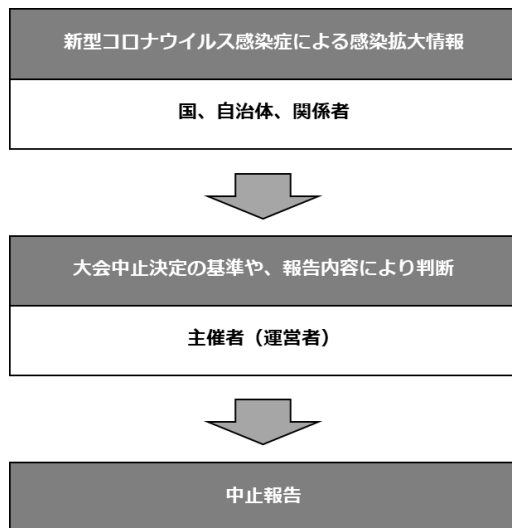 新型コロナウイルス感染症による感染拡大情報
国、自治体、関係者
大会中止決定の基準や、報告内容により判断
主催者（運営者）
中止報告